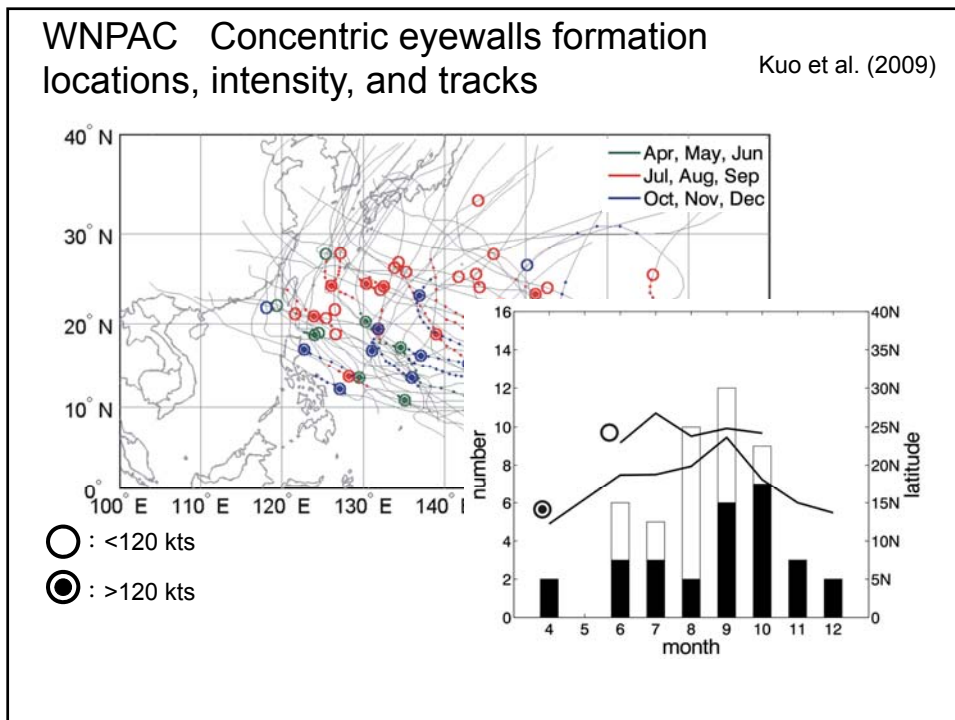 WNPAC Concentric eyewalls formation
locations, intensity, and tracks
Kuo et al. (2009)
40° N
30° N
20° N
10° N
0°
100° E 110° E 120° E 130° E 140
Apr, May, Jun
Jul, Aug, Sep
Oct, Nov, Dec
: <120 kts
: >120 kts
16
14
12
10
8
6
4
2
0
number
4 5 6 7 8 9 10 11 12
month
40N
35N
30N
25N
20N
15N
10N
5N
0
latitude